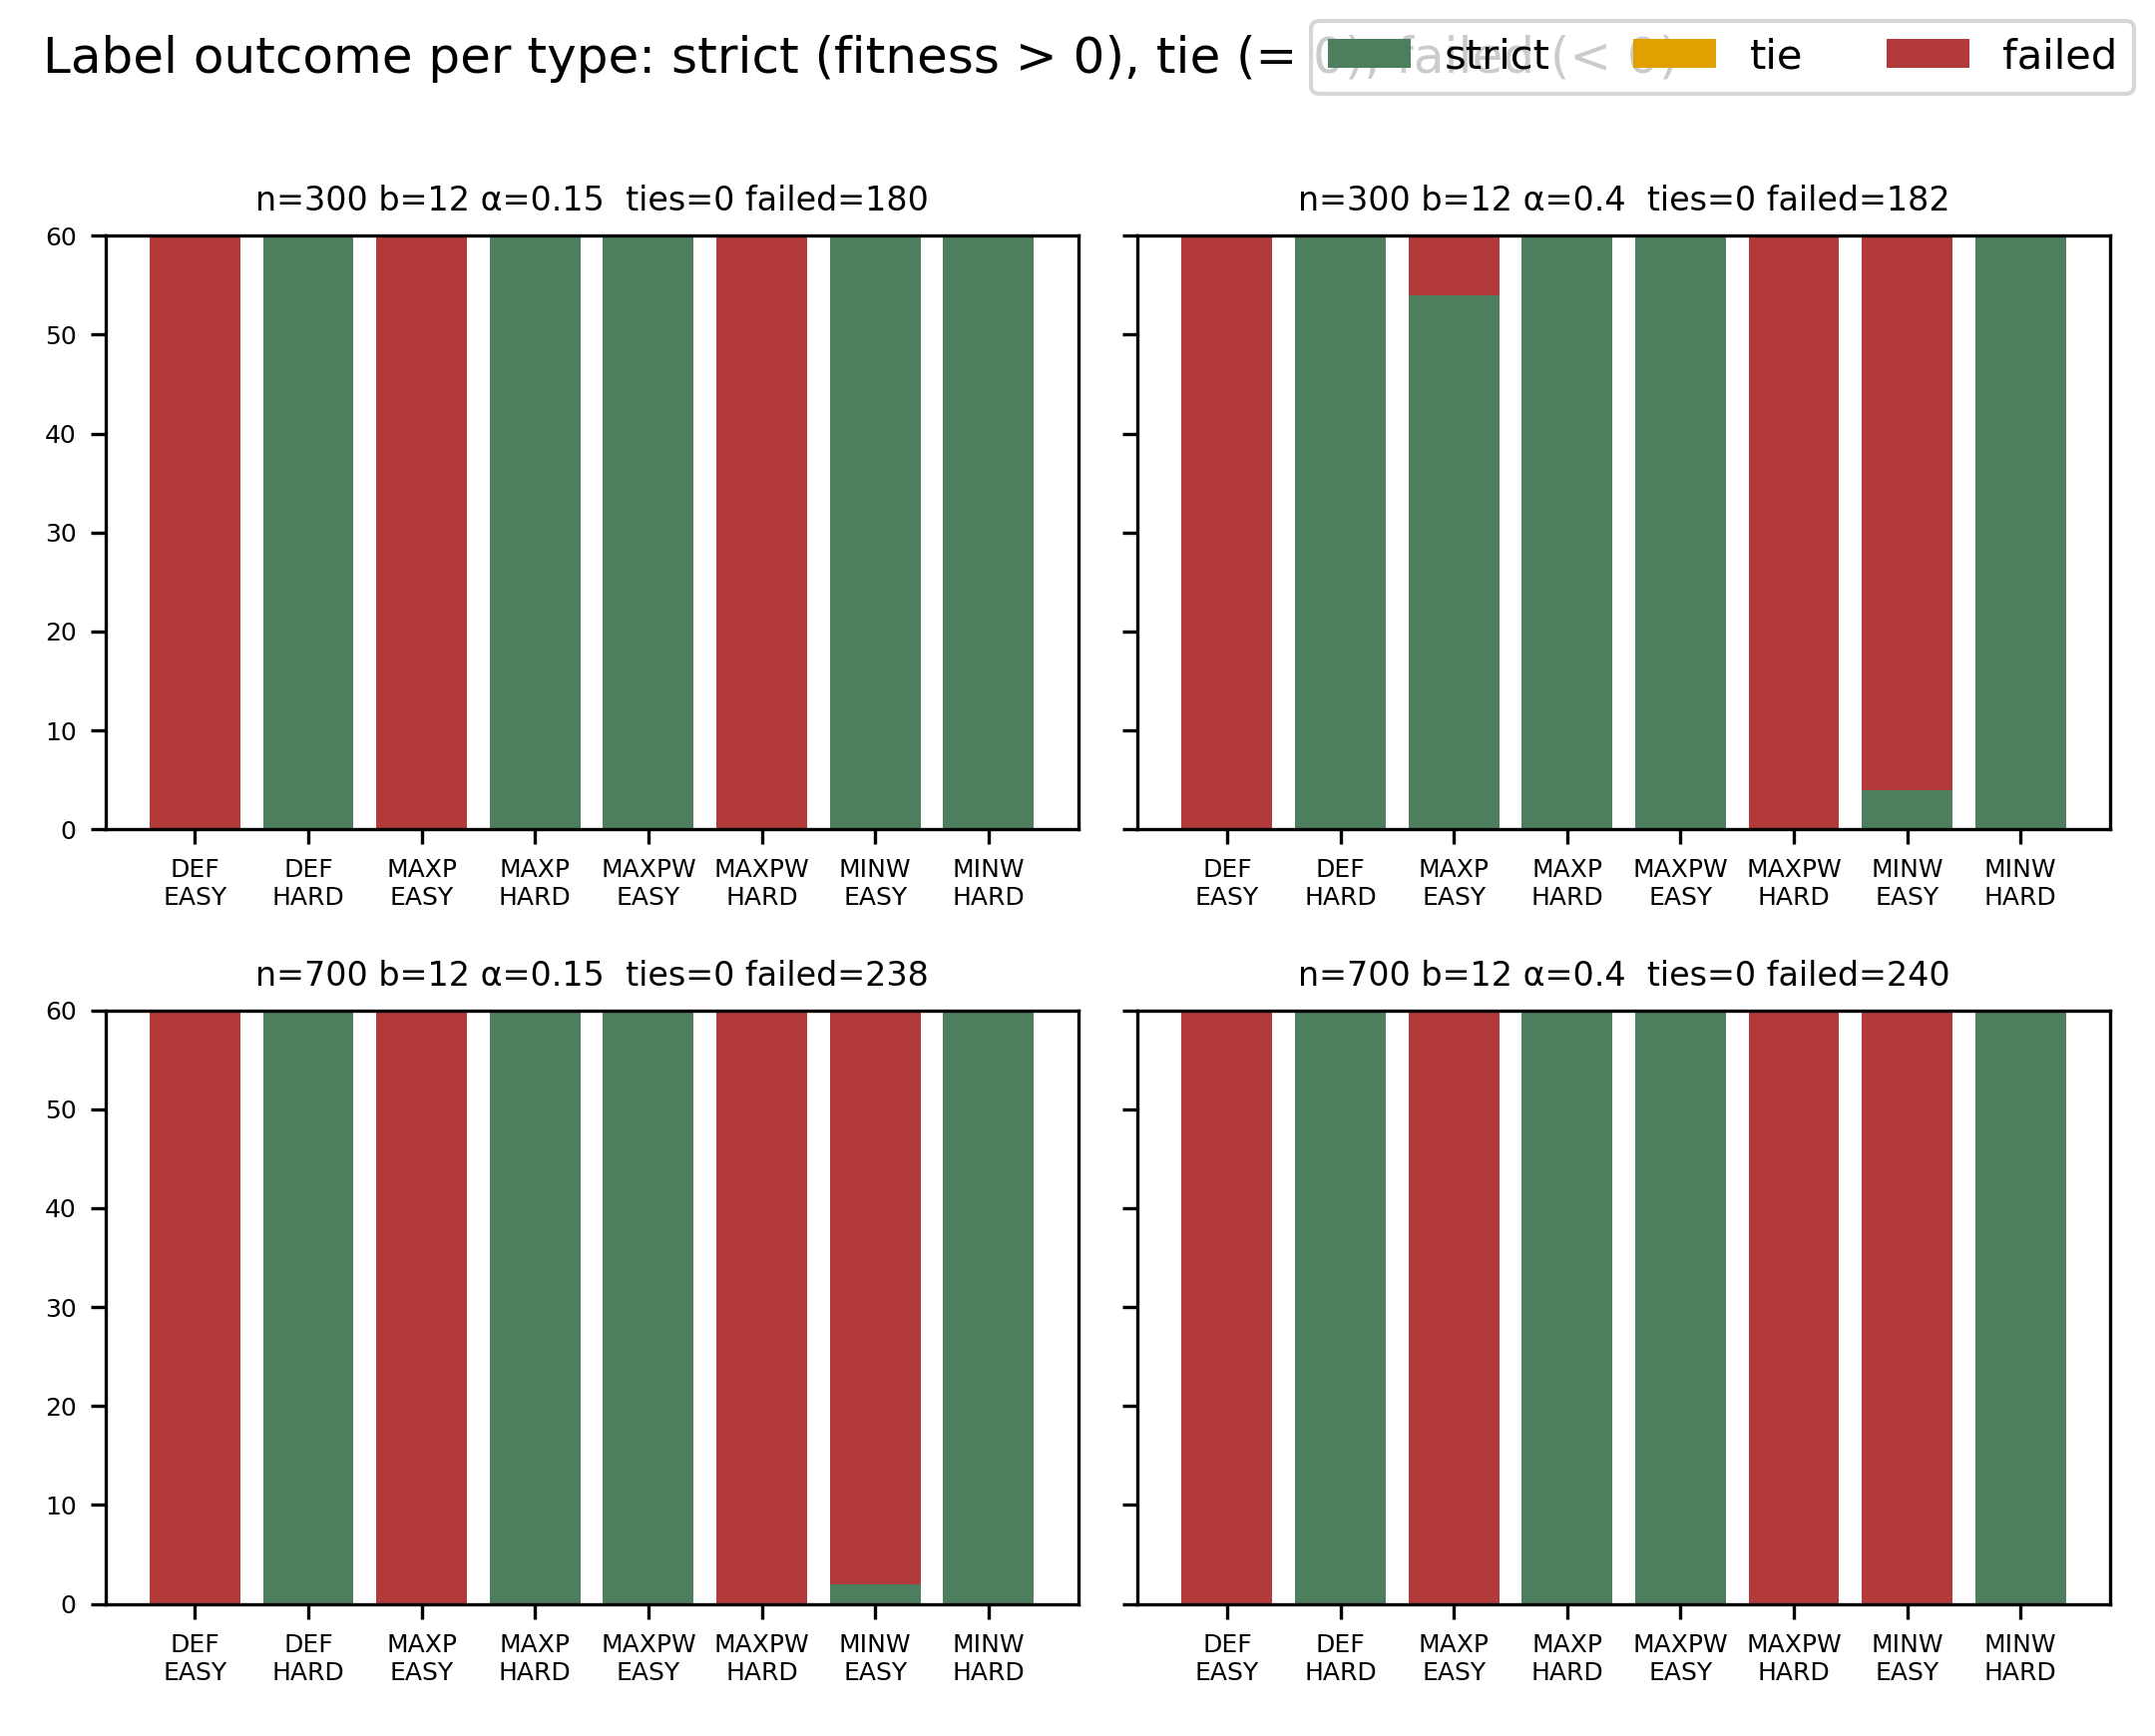 Label outcome per type: strict (fitness > 0), tie (= 0), failed (< 0)
strict tie failed
n=300 b=12 α=0.15 ties=0 failed=180
60
50
40
30
20
10
0
DEF EASY
DEF HARD
MAXP EASY
MAXP HARD
MAXPW EASY
MAXPW HARD
MINW EASY
MINW HARD
n=300 b=12 α=0.4 ties=0 failed=182
DEF EASY
DEF HARD
MAXP EASY
MAXP HARD
MAXPW EASY
MAXPW HARD
MINW EASY
MINW HARD
n=700 b=12 α=0.15 ties=0 failed=238
60
50
40
30
20
10
0
DEF EASY
DEF HARD
MAXP EASY
MAXP HARD
MAXPW EASY
MAXPW HARD
MINW EASY
MINW HARD
n=700 b=12 α=0.4 ties=0 failed=240
DEF EASY
DEF HARD
MAXP EASY
MAXP HARD
MAXPW EASY
MAXPW HARD
MINW EASY
MINW HARD